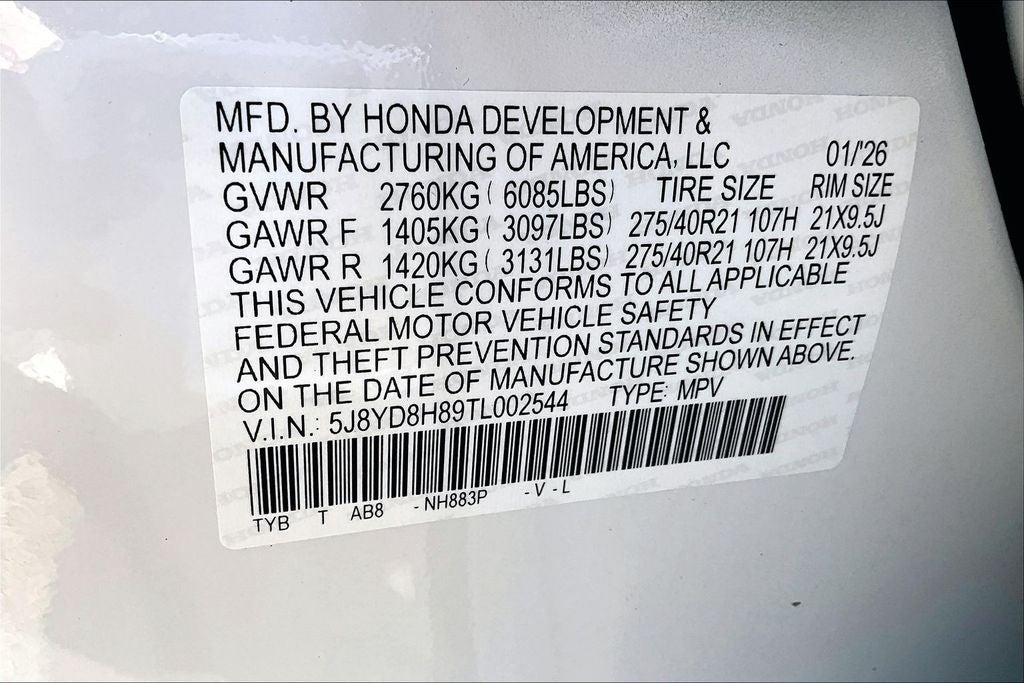 MFD. BY HONDA DEVELOPMENT &
MANUFACTURING OF AMERICA, LLC 01/'26
GVWR 2760KG ( 6085LBS) TIRE SIZE RIM SIZE
GAWR F 1405KG ( 3097LBS) 275/40R21 107H 21X9.5J
GAWR R 1420KG ( 3131LBS) 275/40R21 107H 21X9.5J
THIS VEHICLE CONFORMS TO ALL APPLICABLE
FEDERAL MOTOR VEHICLE SAFETY
AND THEFT PREVENTION STANDARDS IN EFFECT
ON THE DATE OF MANUFACTURE SHOWN ABOVE.
V.I.N.: 5J8YD8H89TL002544 TYPE: MPV
TYB T AB8 -NH883P -V-L